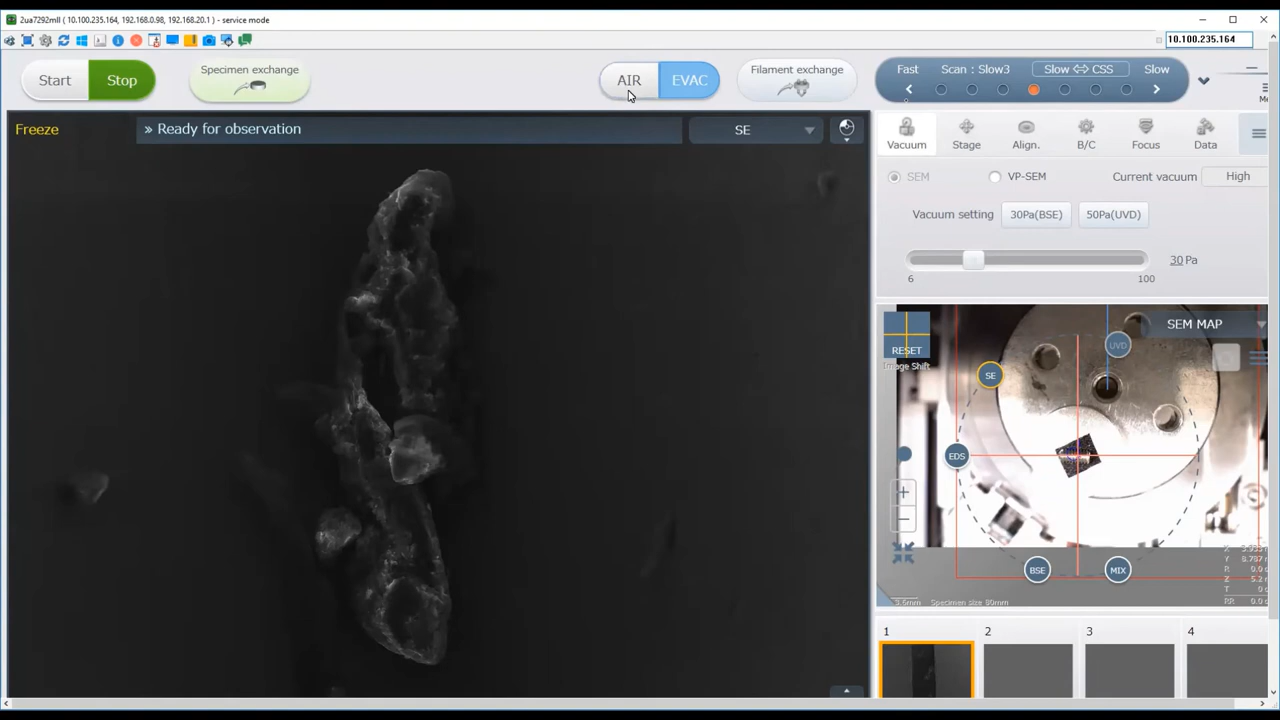 2ua7292mll ( 10.100.235.164, 192.168.0.98, 192.168.20.1 ) - service mode
10.100.235.164
Start Stop Specimen exchange AIR EVAC Filament exchange Fast Scan : Slow3 Slow <=> CSS Slow
Freeze » Ready for observation SE
Vacuum Stage Align. B/C Focus Data
SEM VP-SEM Current vacuum High
Vacuum setting 30Pa(BSE) 50Pa(UVD)
30 Pa
6 100
SEM MAP
RESET
Image Shift
UVD
SE
EDS
BSE MIX
Specimen size 80mm
1 2 3 4